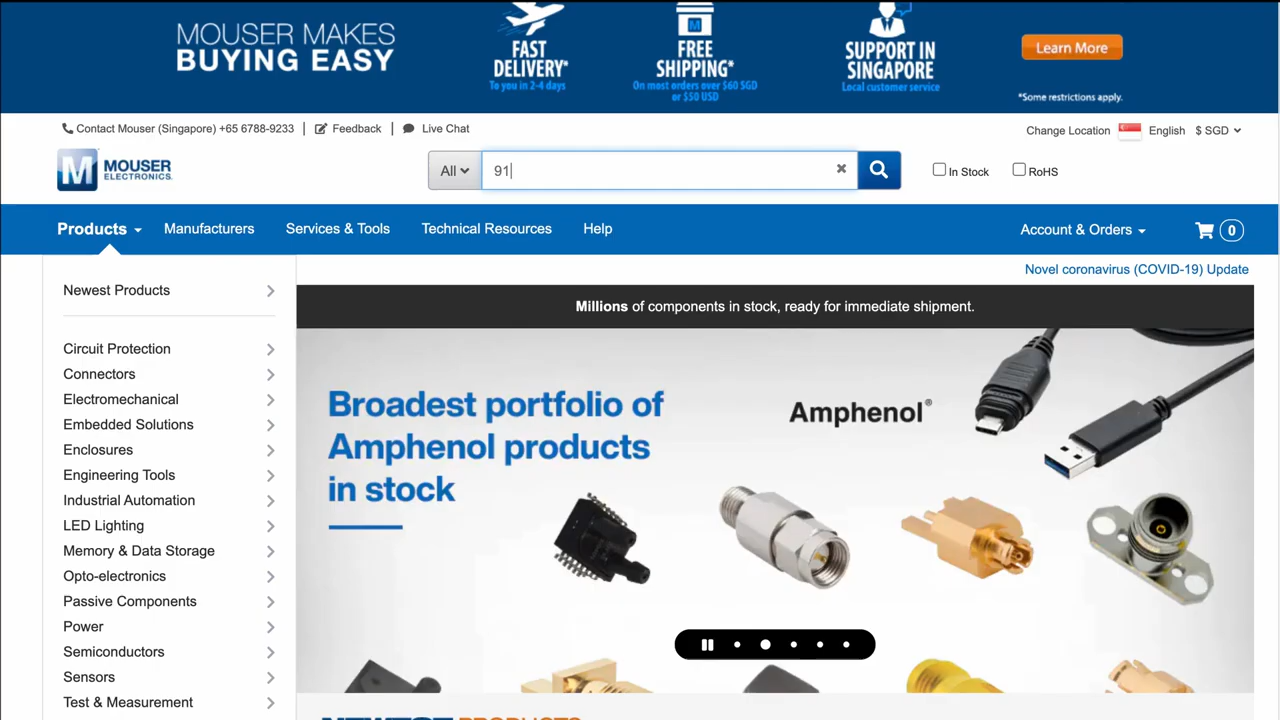 MOUSER MAKES
BUYING EASY
FAST
DELIVERY*
To you in 2-4 days
FREE
SHIPPING*
On most orders over $60 SGD
or $50 USD
SUPPORT IN
SINGAPORE
Local customer service
Learn More
*Some restrictions apply.
Contact Mouser (Singapore) +65 6788-9233 | Feedback | Live Chat
Change Location English $ SGD
M MOUSER
ELECTRONICS
All 91
In Stock RoHS
Products Manufacturers Services & Tools Technical Resources Help Account & Orders 0
Novel coronavirus (COVID-19) Update
Newest Products
Circuit Protection
Connectors
Electromechanical
Embedded Solutions
Enclosures
Engineering Tools
Industrial Automation
LED Lighting
Memory & Data Storage
Opto-electronics
Passive Components
Power
Semiconductors
Sensors
Test & Measurement
Millions of components in stock, ready for immediate shipment.
Broadest portfolio of
Amphenol products
in stock
Amphenol®
NEWEST PRODUCTS